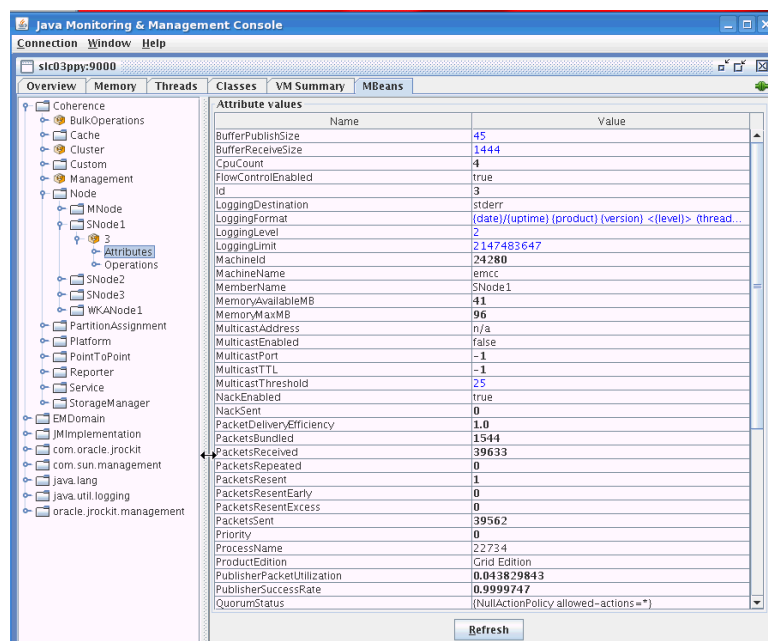 Java Monitoring & Management Console
Connection Window Help
slc03ppy:9000
Overview Memory Threads Classes VM Summary MBeans
Coherence
BulkOperations
Cache
Cluster
Custom
Management
Node
MNode
SNode1
3
Attributes
Operations
SNode2
SNode3
WKANode1
PartitionAssignment
Platform
PointToPoint
Reporter
Service
StorageManager
EMDomain
JMImplementation
com.oracle.jrockit
com.sun.management
java.lang
java.util.logging
oracle.jrockit.management
Attribute values
Name Value
BufferPublishSize 45
BufferReceiveSize 1444
CpuCount 4
FlowControlEnabled true
Id 3
LoggingDestination stderr
LoggingFormat {date}/{uptime} {product} {version} <{level}> (thread...
LoggingLevel 2
LoggingLimit 2147483647
MachineId 24280
MachineName emcc
MemberName SNode1
MemoryAvailableMB 41
MemoryMaxMB 96
MulticastAddress n/a
MulticastEnabled false
MulticastPort -1
MulticastTTL -1
MulticastThreshold 25
NackEnabled true
NackSent 0
PacketDeliveryEfficiency 1.0
PacketsBundled 1544
PacketsReceived 39633
PacketsRepeated 0
PacketsResent 1
PacketsResentEarly 0
PacketsResentExcess 0
PacketsSent 39562
Priority 0
ProcessName 22734
ProductEdition Grid Edition
PublisherPacketUtilization 0.043829843
PublisherSuccessRate 0.9999747
QuorumStatus {NullActionPolicy allowed-actions=*}
Refresh